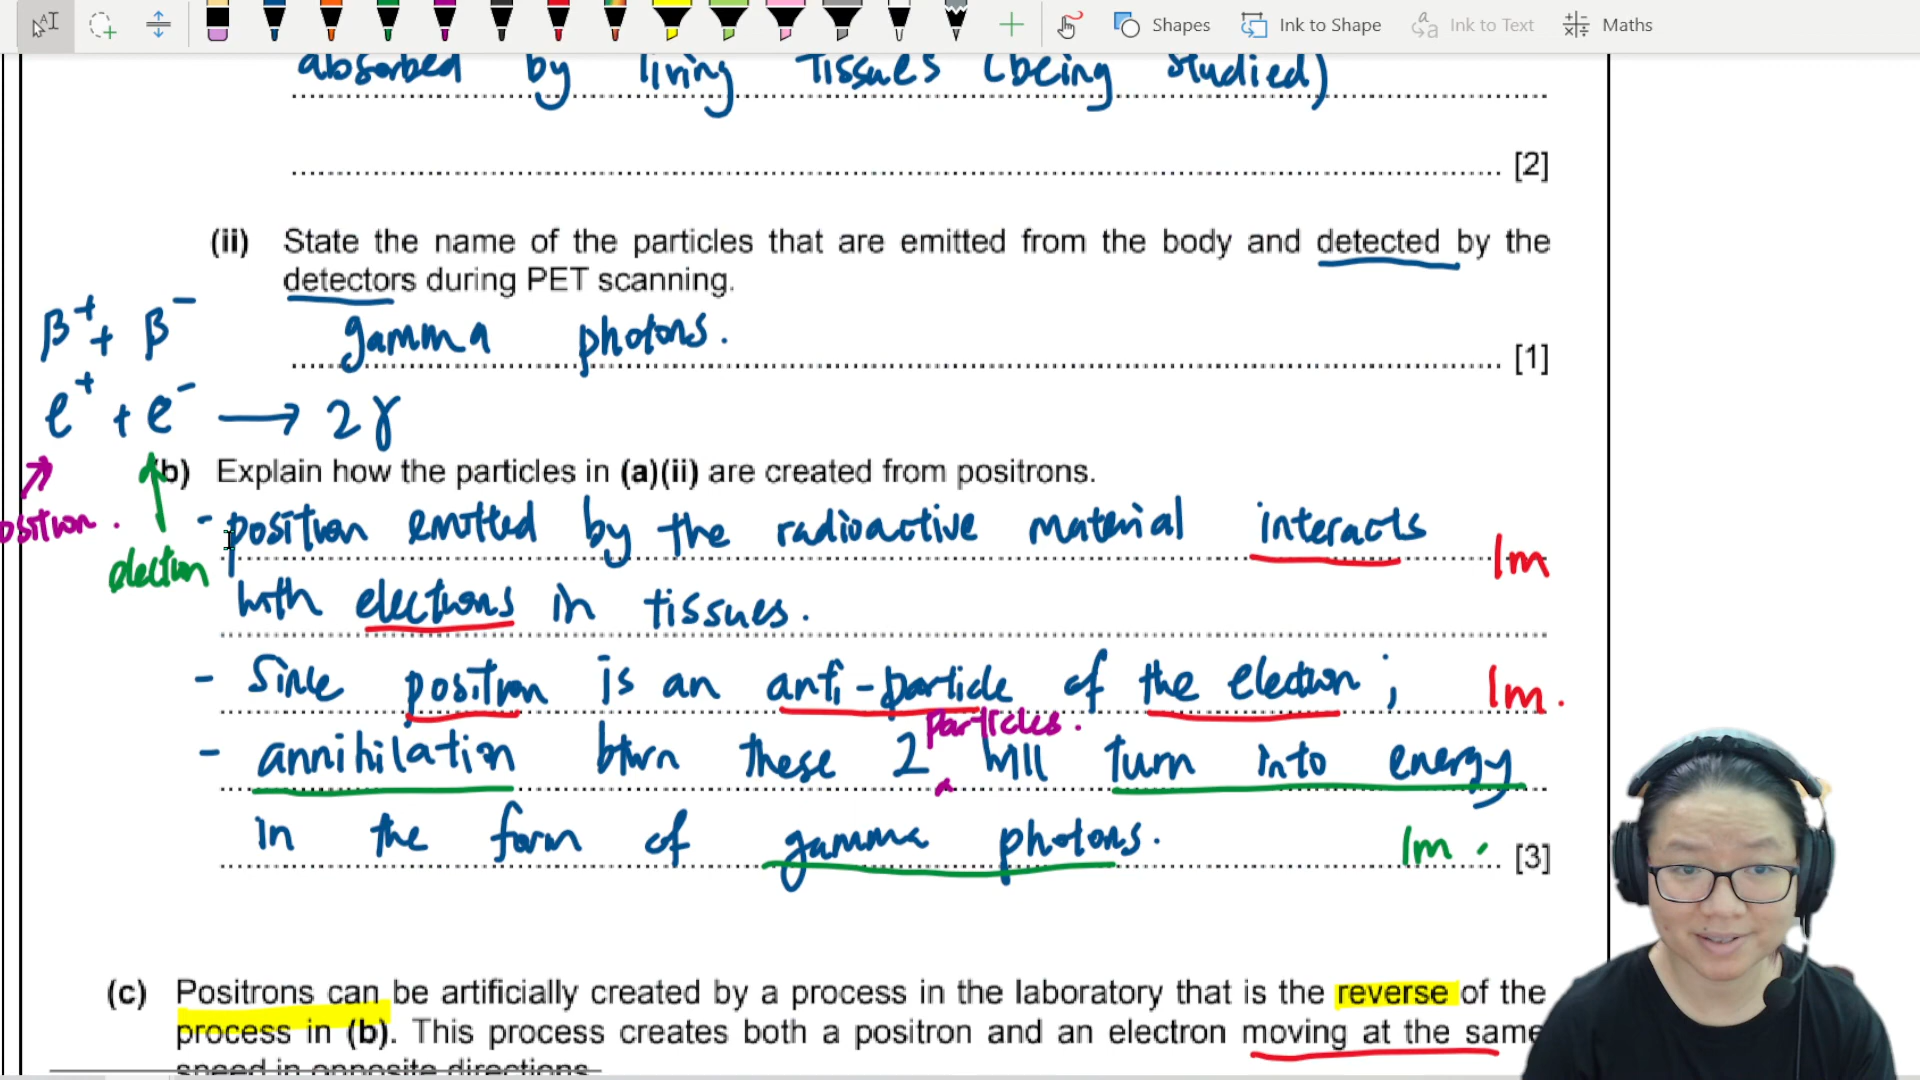 Shapes Ink to Shape Ink to Text Maths
absorbed by living tissues (being studied)
[2]
(ii) State the name of the particles that are emitted from the body and detected by the
detectors during PET scanning.
β⁺ + β⁻
gamma photons.
[1]
e⁺ + e⁻ → 2γ
(b) Explain how the particles in (a)(ii) are created from positrons.
ositron.
electron
- positron emitted by the radioactive material interacts 1m
with electrons in tissues.
- Since positron is an anti-particle of the electron; 1m.
particles.
- annihilation btwn these 2 ^ will turn into energy
in the form of gamma photons. 1m. [3]
(c) Positrons can be artificially created by a process in the laboratory that is the reverse of the
process in (b). This process creates both a positron and an electron moving at the same
speed in opposite directions.